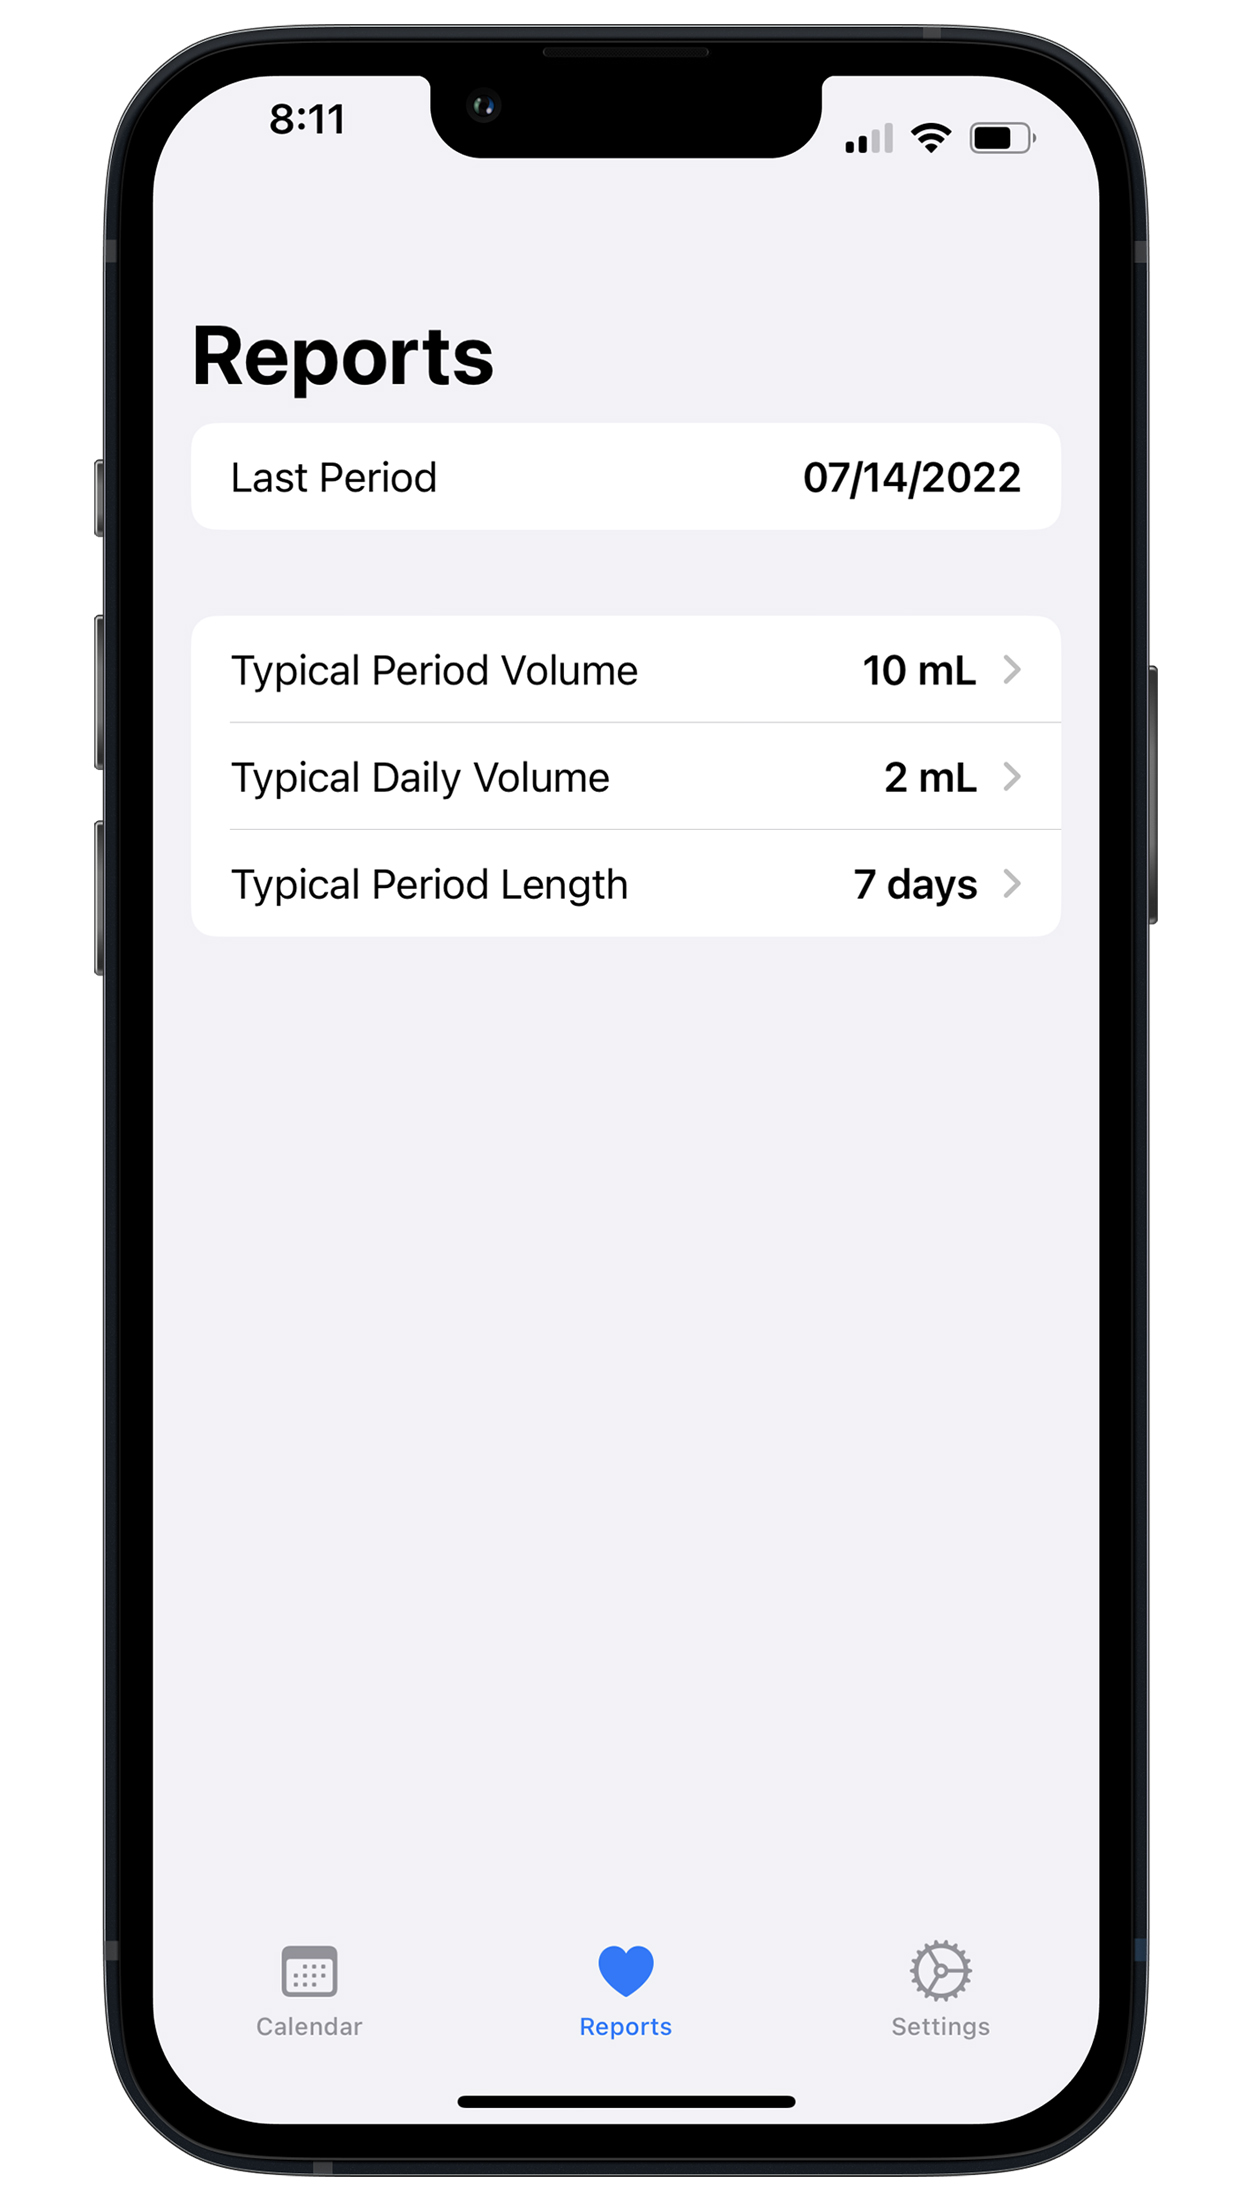 8:11
Reports
Last Period 07/14/2022
Typical Period Volume 10 mL
Typical Daily Volume 2 mL
Typical Period Length 7 days
Calendar Reports Settings